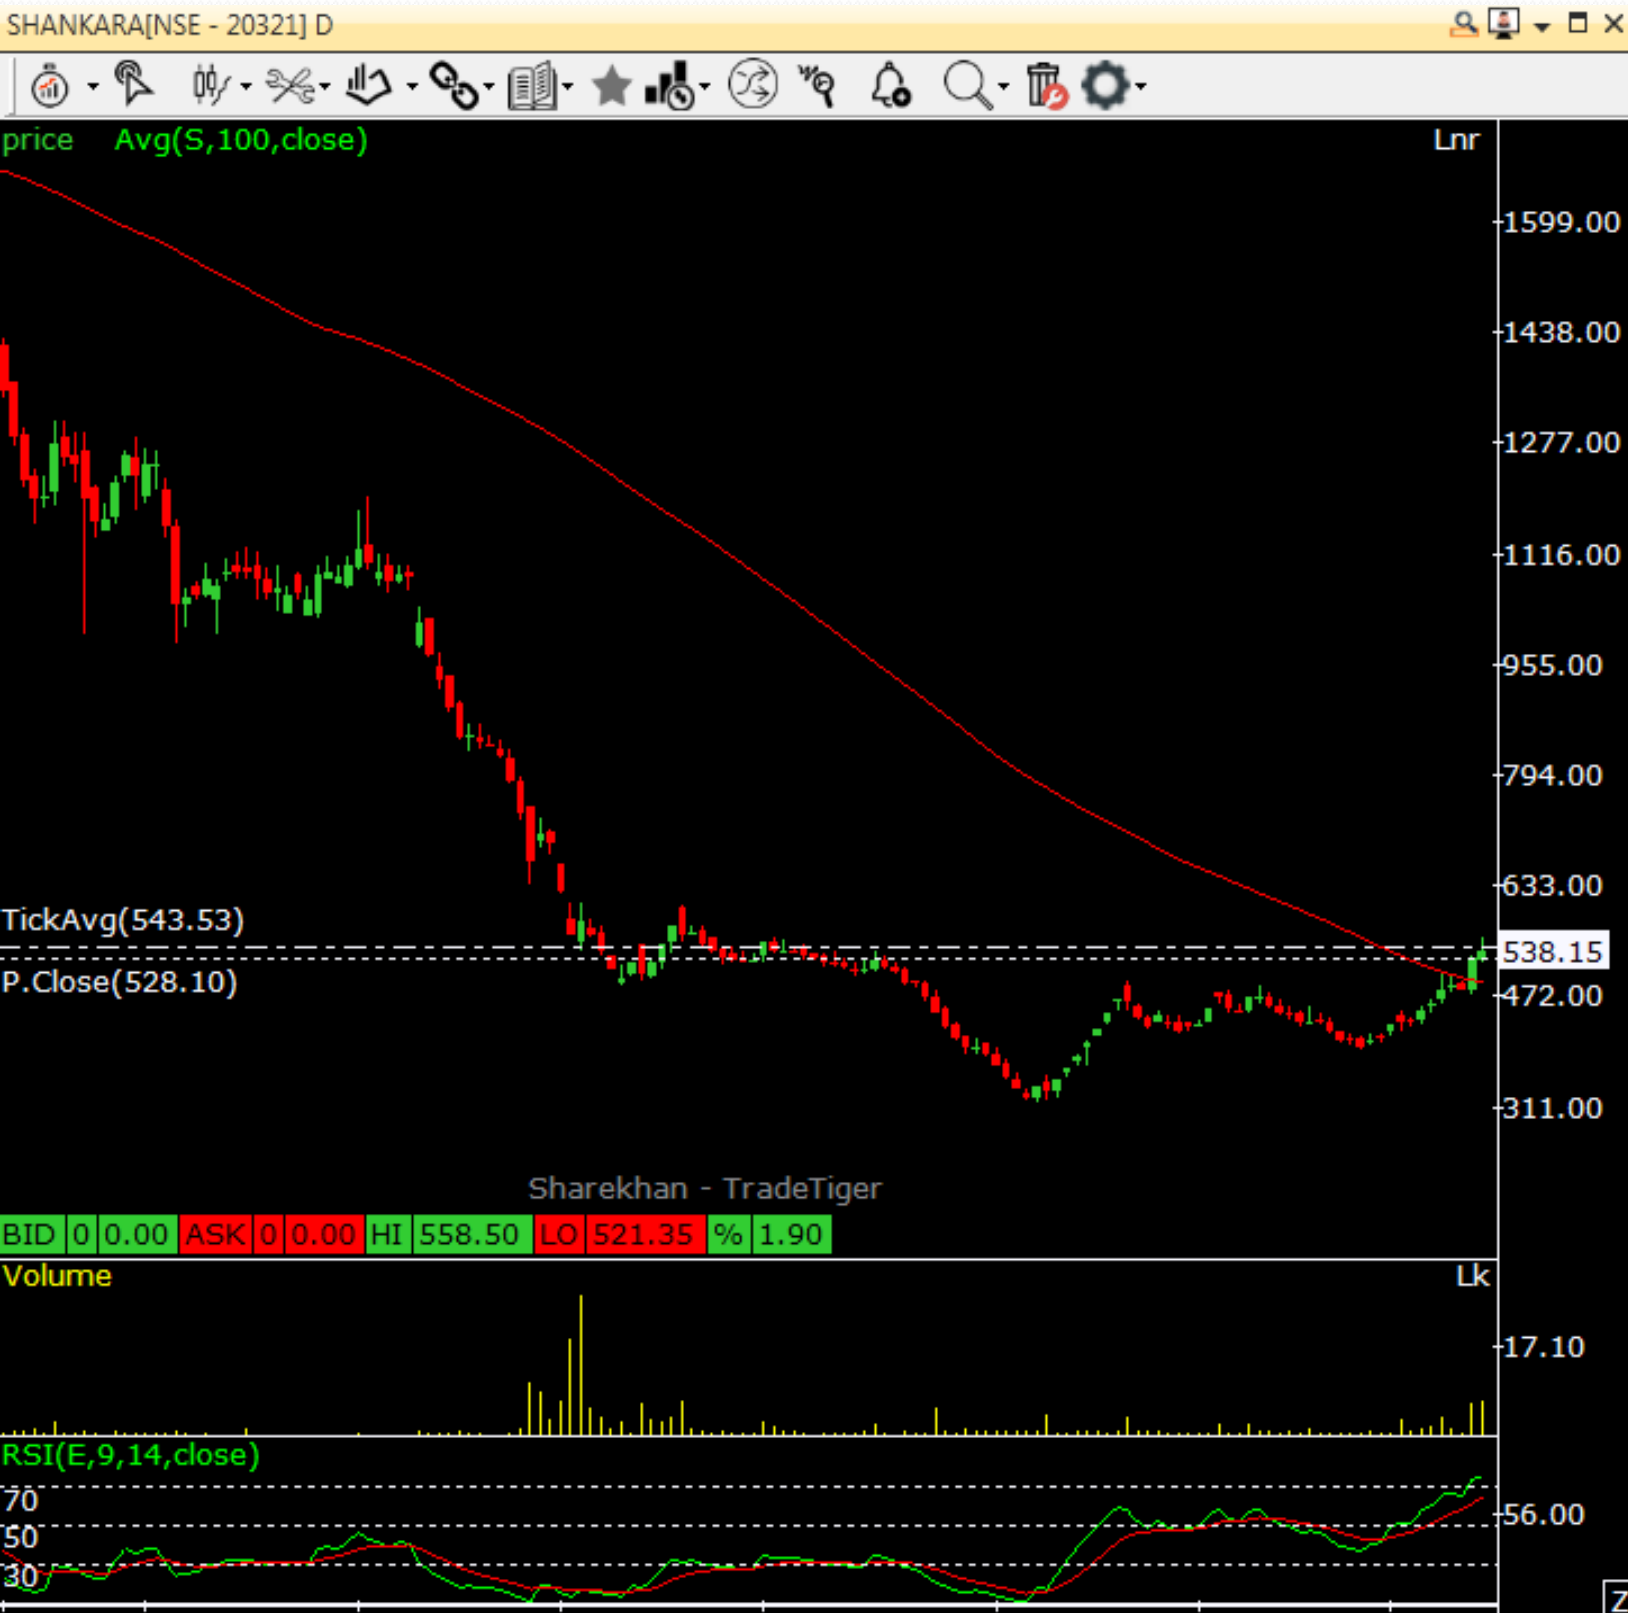 SHANKARA[NSE - 20321] D
price Avg(S,100,close) Lnr
1599.00
1438.00
1277.00
1116.00
955.00
794.00
633.00
TickAvg(543.53)
538.15
P.Close(528.10)
472.00
311.00
Sharekhan - TradeTiger
BID 0 0.00 ASK 0 0.00 HI 558.50 LO 521.35 % 1.90
Volume Lk
17.10
RSI(E,9,14,close)
70
56.00
50
30
Z